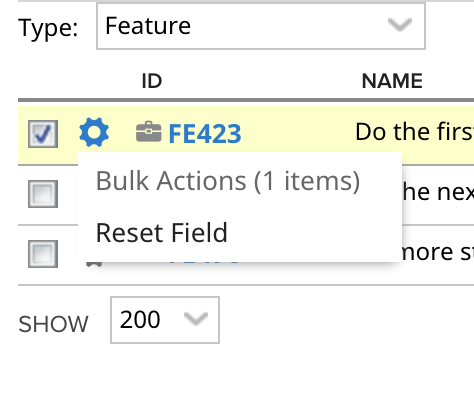 Type: Feature
ID NAME
FE423 Do the firs
Bulk Actions (1 items)
he nex
Reset Field
more st
SHOW 200